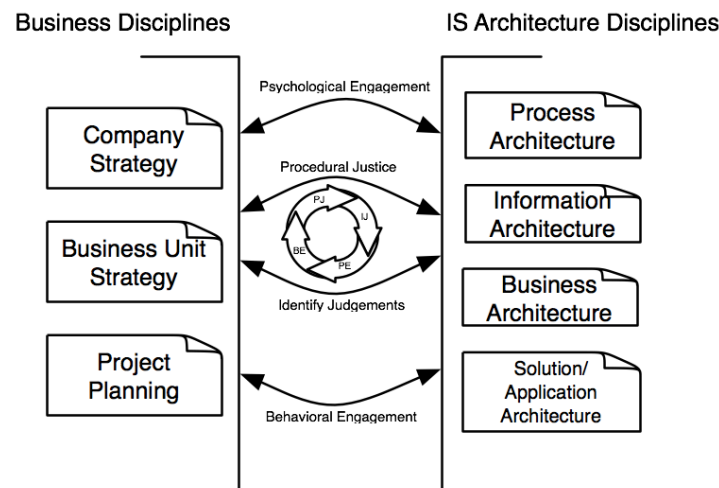 Business Disciplines
IS Architecture Disciplines
Psychological Engagement
Company
Strategy
Process
Architecture
Procedural Justice
Information
Architecture
PJ
IJ
BE
PE
Business Unit
Strategy
Business
Architecture
Identify Judgements
Project
Planning
Solution/
Application
Architecture
Behavioral Engagement